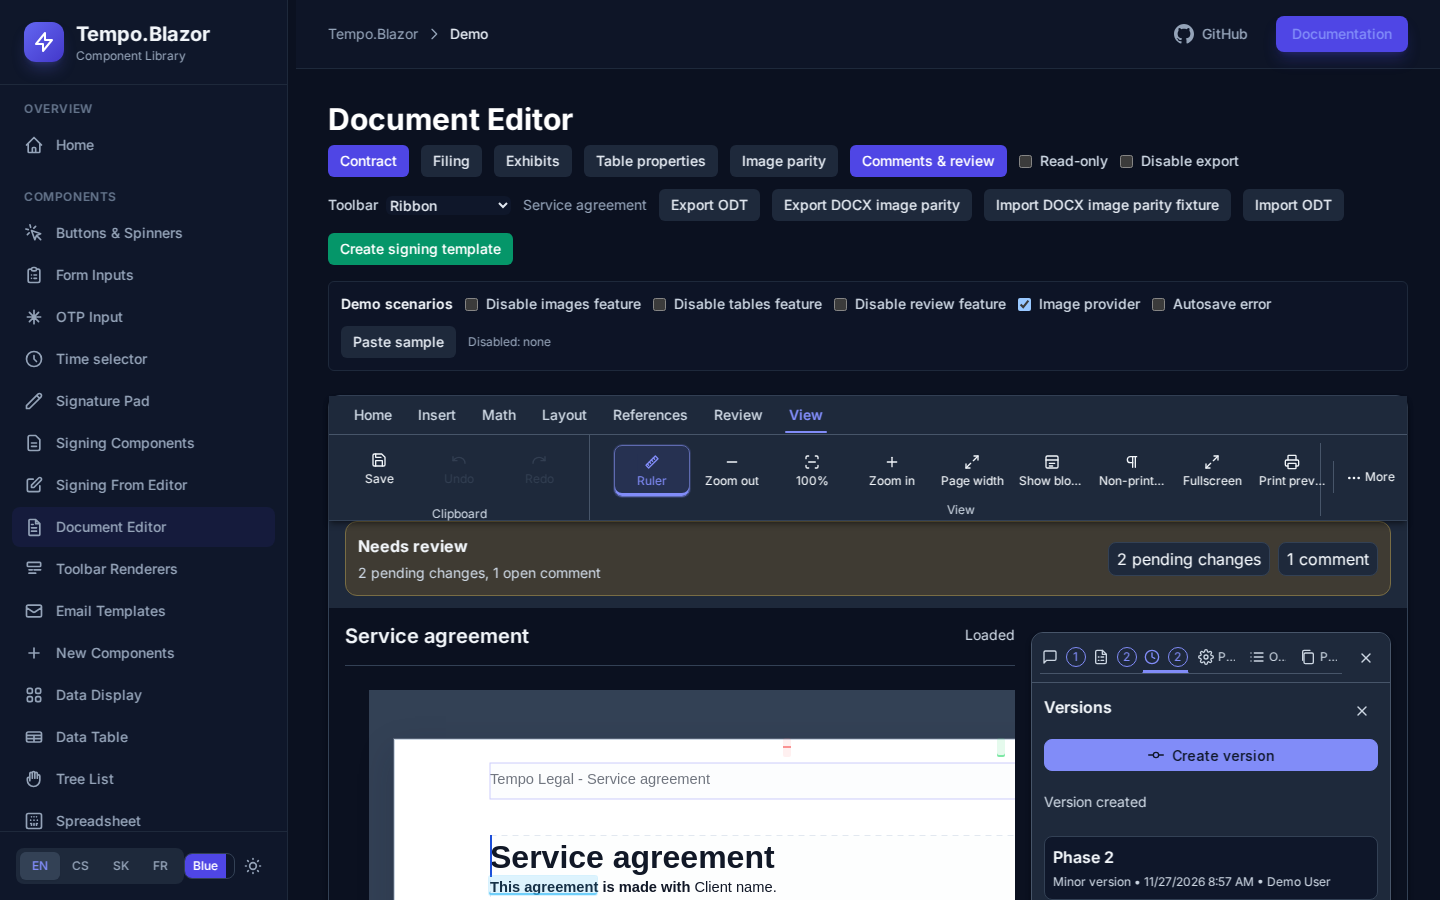 Tempo.Blazor
Component Library
OVERVIEW
Home
COMPONENTS
Buttons & Spinners
Form Inputs
OTP Input
Time selector
Signature Pad
Signing Components
Signing From Editor
Document Editor
Toolbar Renderers
Email Templates
New Components
Data Display
Data Table
Tree List
Spreadsheet
EN CS SK FR Blue
Tempo.Blazor Demo
GitHub Documentation
Document Editor
Contract Filing Exhibits Table properties Image parity Comments & review Read-only Disable export
Toolbar Ribbon Service agreement Export ODT Export DOCX image parity Import DOCX image parity fixture Import ODT
Create signing template
Demo scenarios Disable images feature Disable tables feature Disable review feature Image provider Autosave error
Paste sample Disabled: none
Home Insert Math Layout References Review View
Save Undo Redo Ruler Zoom out 100% Zoom in Page width Show blo... Non-print... Fullscreen Print prev... ... More
Clipboard View
Needs review
2 pending changes, 1 open comment
2 pending changes 1 comment
Service agreement Loaded
1 2 2 P... O... P...
Versions
Create version
Version created
Phase 2
Minor version • 11/27/2026 8:57 AM • Demo User
Tempo Legal - Service agreement
Service agreement
This agreement is made with Client name.